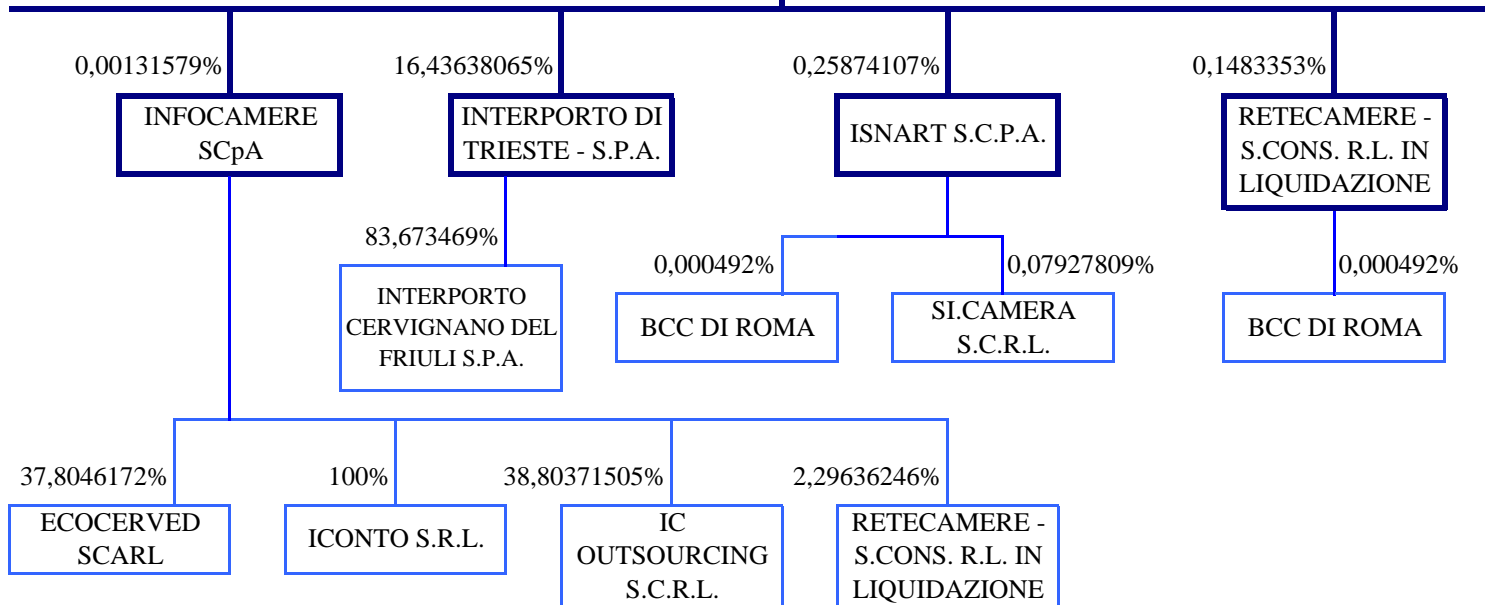 0,00131579%
16,43638065%
0,25874107%
0,1483353%
INFOCAMERE
SCpA
INTERPORTO DI
TRIESTE - S.P.A.
ISNART S.C.P.A.
RETECAMERE -
S.CONS. R.L. IN
LIQUIDAZIONE
83,673469%
0,000492%
0,07927809%
0,000492%
INTERPORTO
CERVIGNANO DEL
FRIULI S.P.A.
BCC DI ROMA
SI.CAMERA
S.C.R.L.
BCC DI ROMA
37,8046172%
100%
38,80371505%
2,29636246%
ECOCERVED
SCARL
ICONTO S.R.L.
IC
OUTSOURCING
S.C.R.L.
RETECAMERE -
S.CONS. R.L. IN
LIQUIDAZIONE